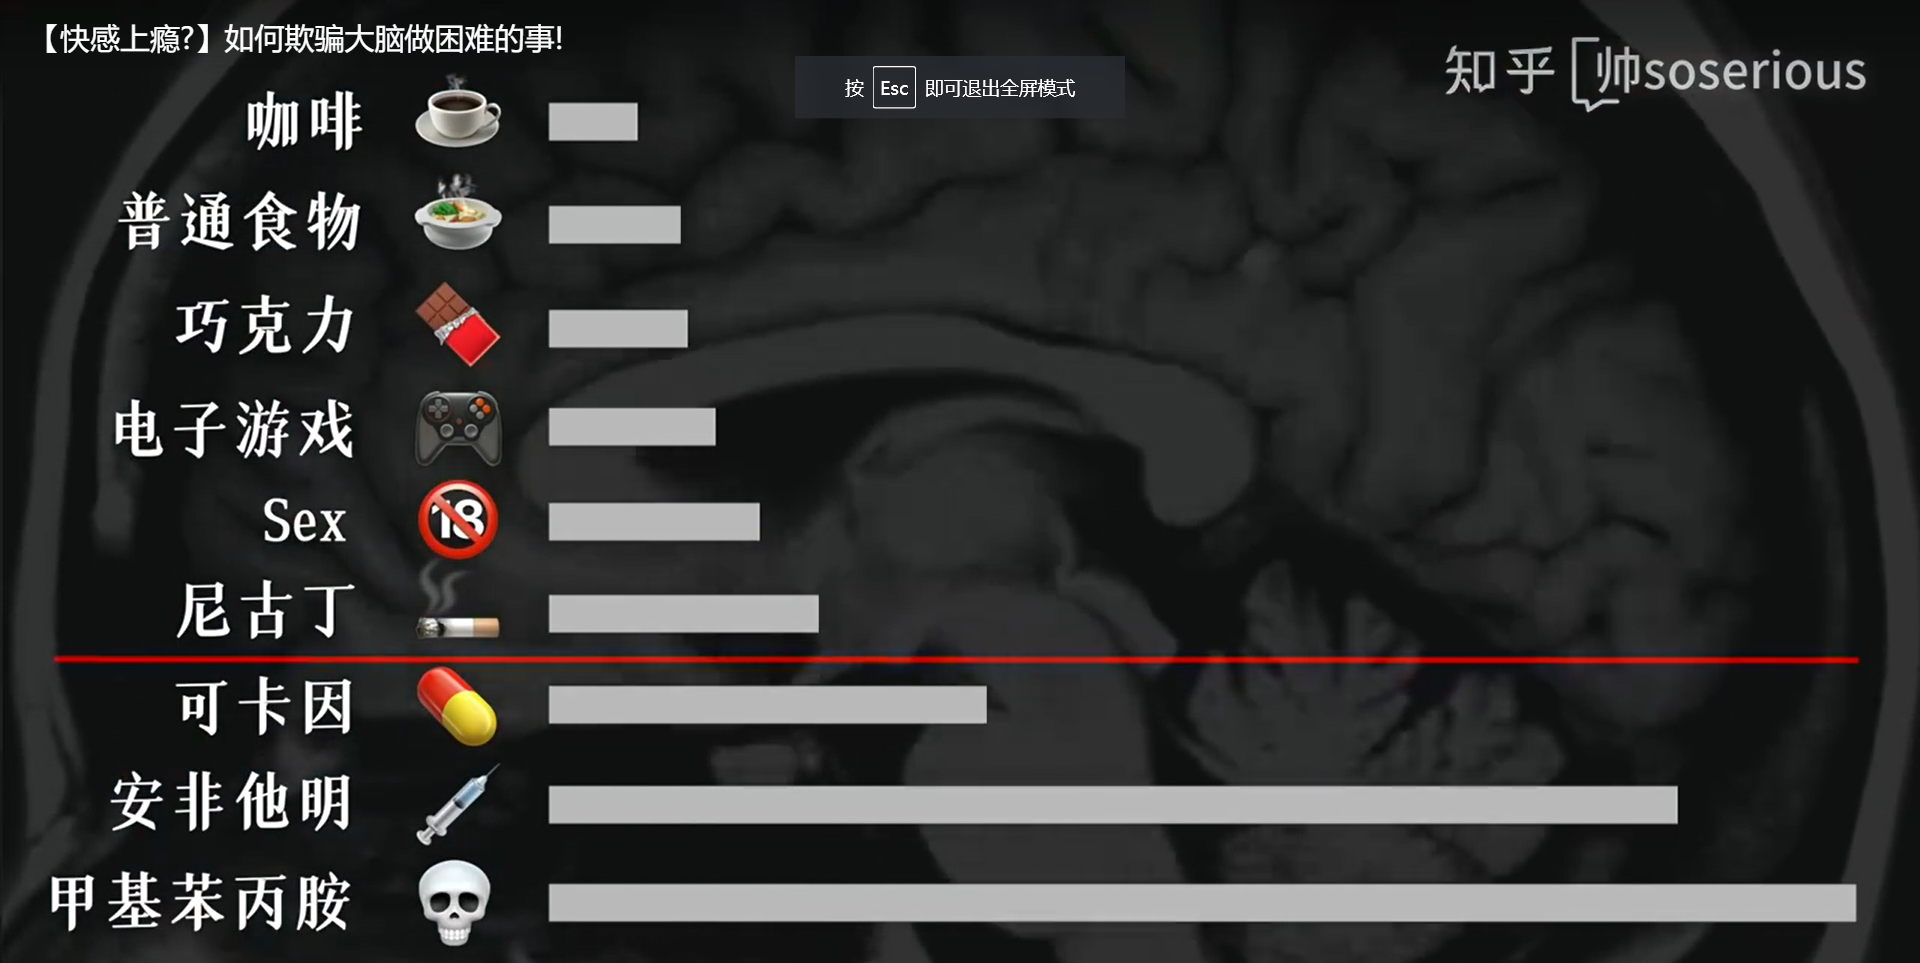 【快感上瘾?】如何欺骗大脑做困难的事!
按 Esc 即可退出全屏模式
知乎 帅soserious
咖啡
普通食物
巧克力
电子游戏
Sex
18
尼古丁
可卡因
安非他明
甲基苯丙胺